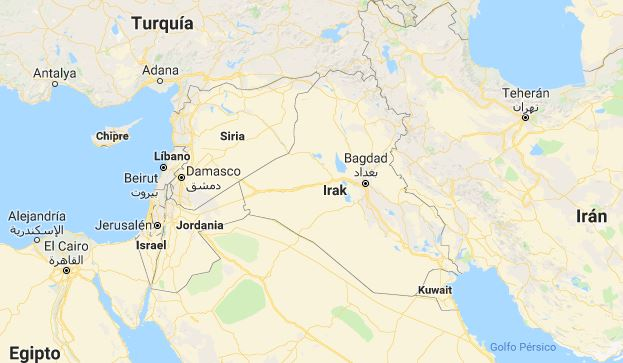 Turquía
Antalya
Adana
Teherán
تهران
Chipre
Siria
Líbano
Bagdad
بغداد
Beirut
بيروت
Damasco
دمشق
Irak
Irán
Alejandría
الإسكندرية
Jerusalén
Jordania
El Cairo
القاهرة
Israel
Kuwait
Golfo Pérsico
Egipto